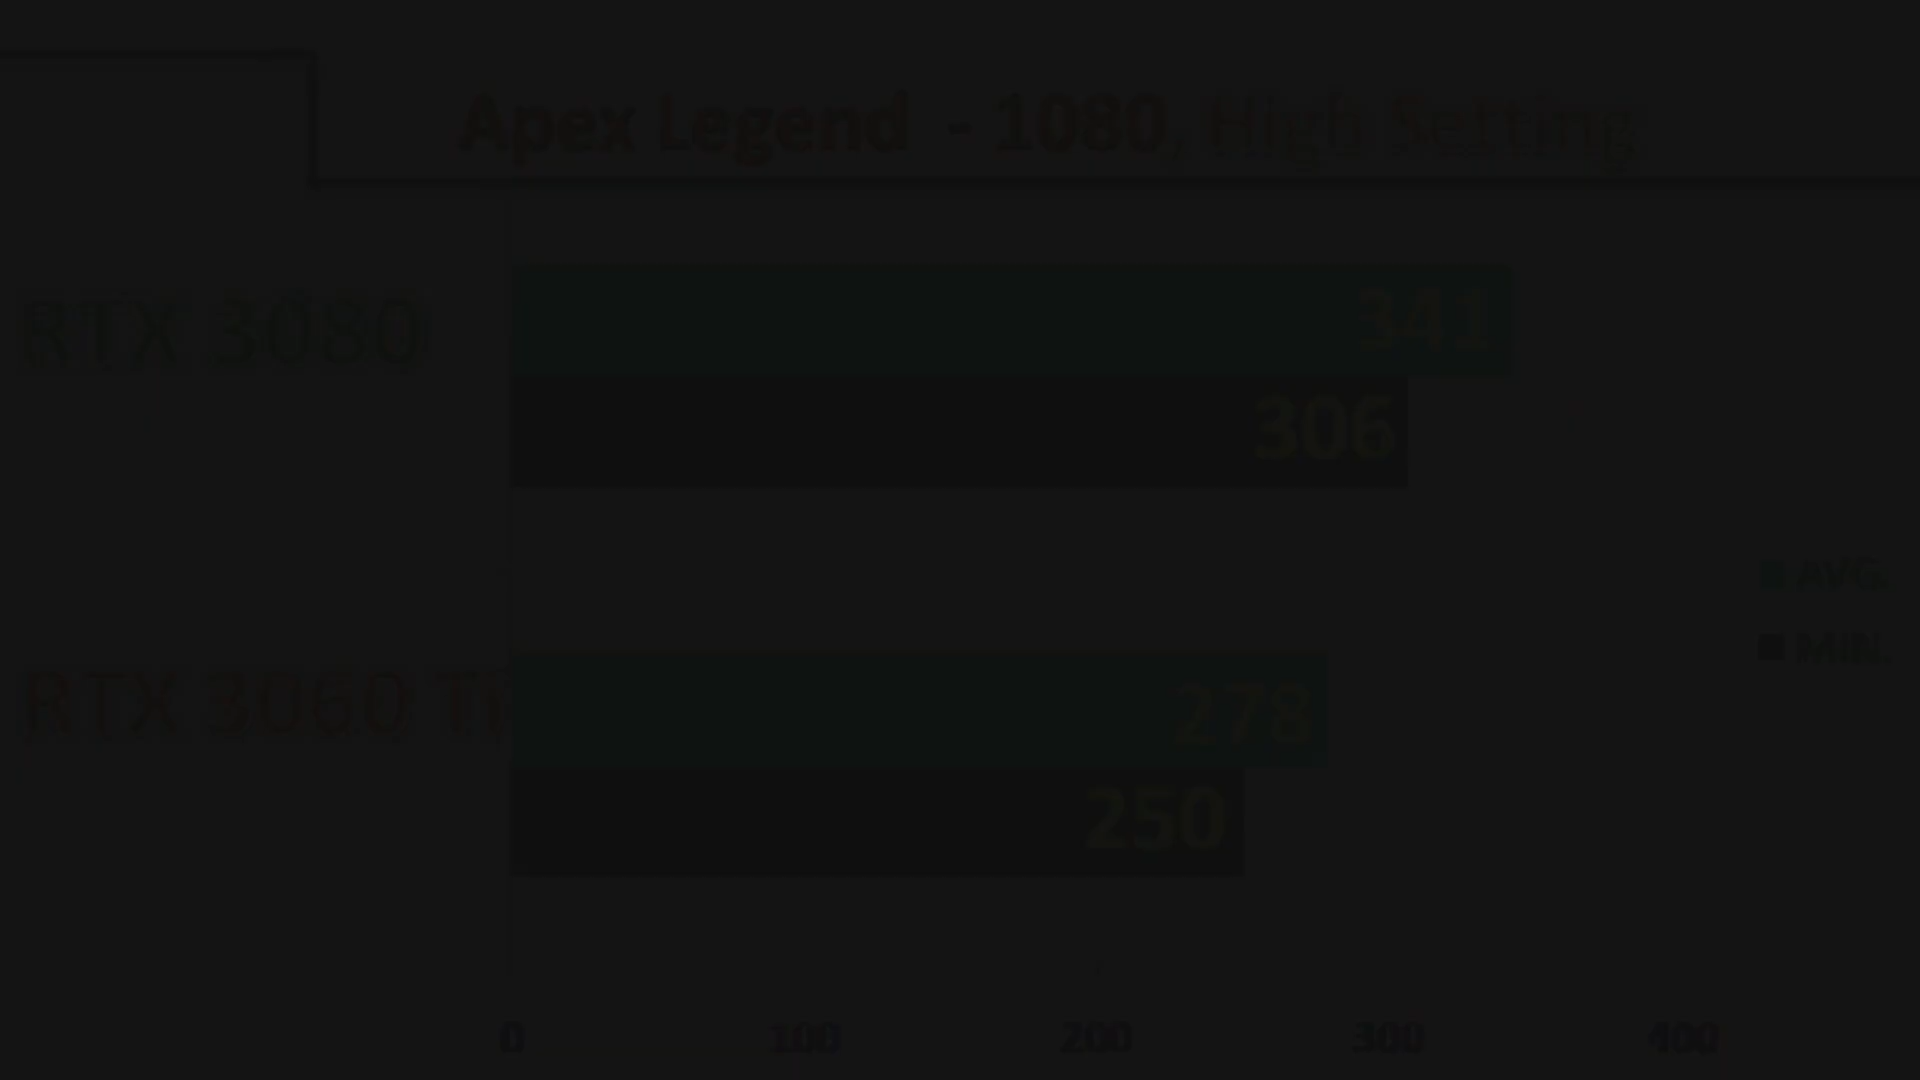 Apex Legend - 1080, High Setting
RTX 3080
341
306
AVG.
MIN.
RTX 3060 Ti
278
250
0 100 200 300 400